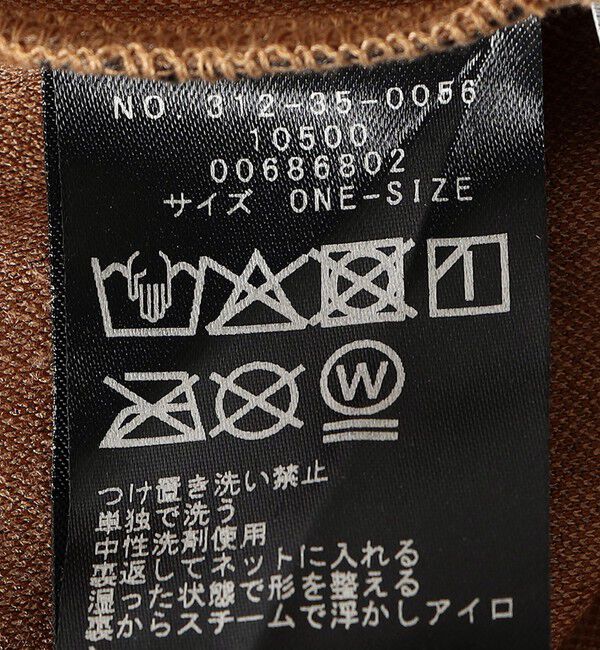 NO. 312-35-0056
10500
00686802
サイズ ONE-SIZE
W
つけ置き洗い禁止
単独で洗う
中性洗剤使用
裏返してネットに入れる
湿った状態で形を整える
裏からスチームで浮かしアイロ